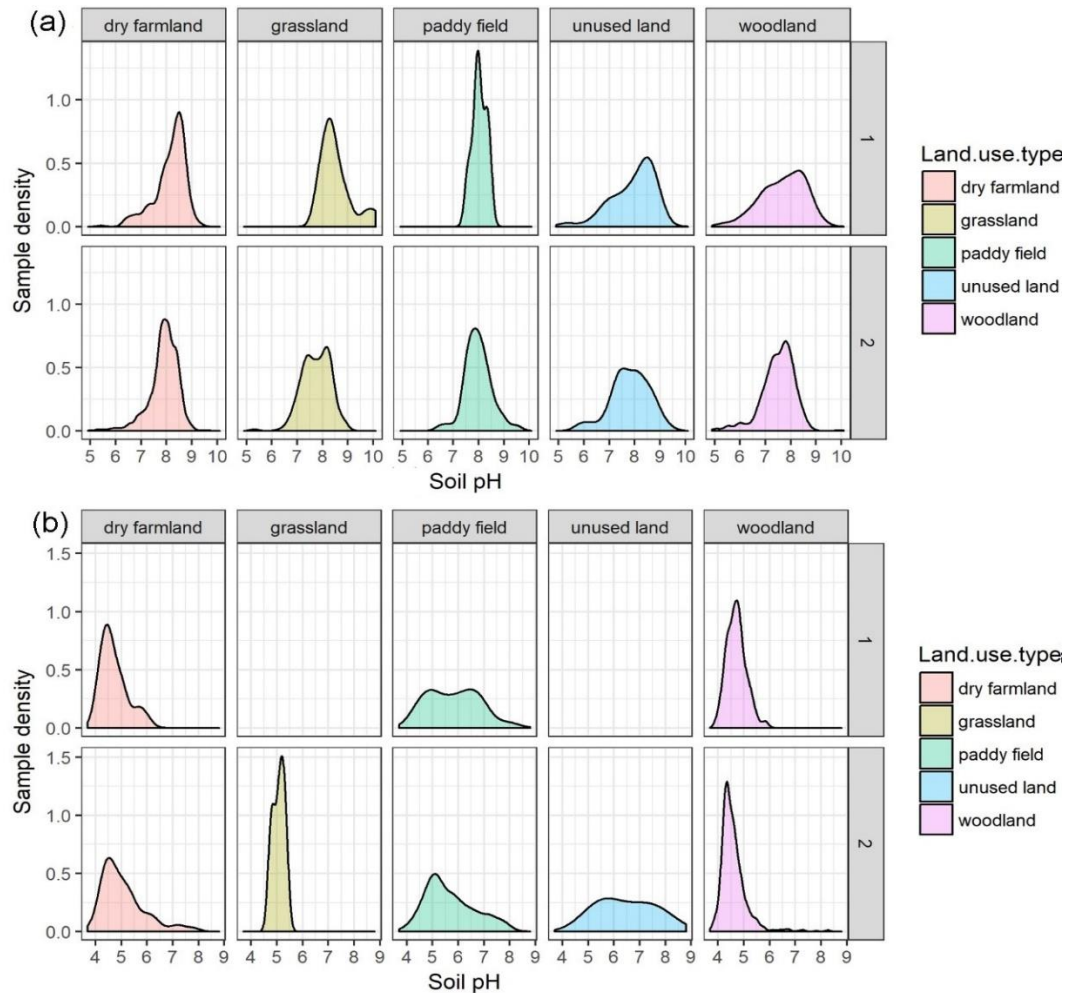 (a)
dry farmland grassland paddy field unused land woodland
1.0
0.5
0.0
1
1.0
0.5
0.0
2
Sample density
5 6 7 8 9 10 5 6 7 8 9 10 5 6 7 8 9 10 5 6 7 8 9 10 5 6 7 8 9 10
Soil pH
Land.use.type
dry farmland
grassland
paddy field
unused land
woodland
(b)
dry farmland grassland paddy field unused land woodland
1.5
1.0
0.5
0.0
1
1.5
1.0
0.5
0.0
2
Sample density
4 5 6 7 8 9 4 5 6 7 8 9 4 5 6 7 8 9 4 5 6 7 8 9 4 5 6 7 8 9
Soil pH
Land.use.type
dry farmland
grassland
paddy field
unused land
woodland